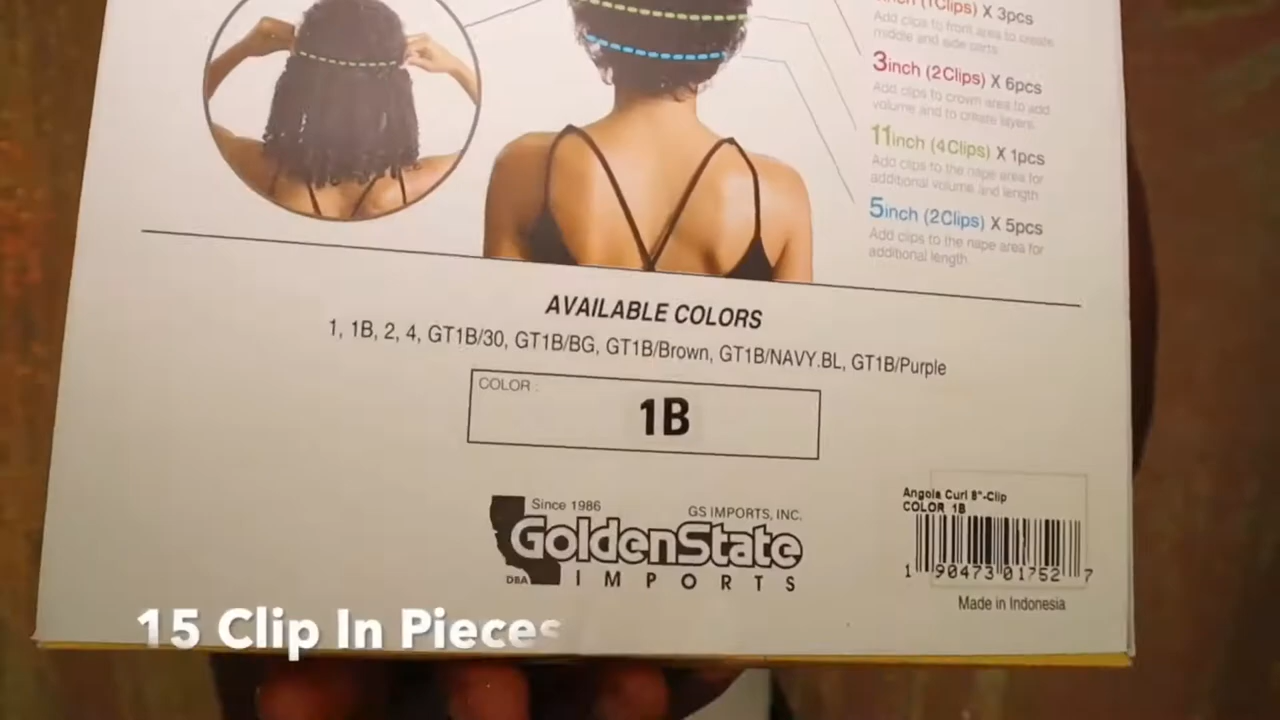 (1Clips) X 3pcs
Add clips to front area to create
middle and side parts.
3inch (2Clips) X 6pcs
Add clips to crown area to add
volume and to create layers.
11inch (4Clips) X 1pcs
Add clips to the nape area for
additional volume and length.
5inch (2Clips) X 5pcs
Add clips to the nape area for
additional length.
AVAILABLE COLORS
1, 1B, 2, 4, GT1B/30, GT1B/BG, GT1B/Brown, GT1B/NAVY.BL, GT1B/Purple
COLOR :
1B
Since 1986
GS IMPORTS, INC.
GoldenState
DBA IMPORTS
Angola Curl 8"-Clip
COLOR 1B
1 90473 01752 7
Made in Indonesia
15 Clip In Pieces